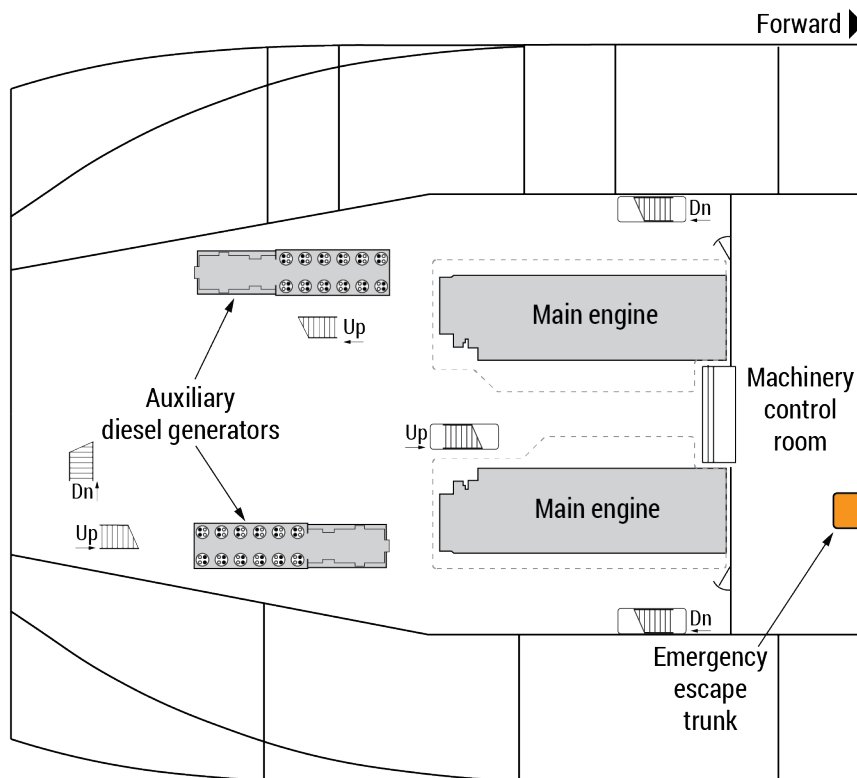 Forward
Dn
Main engine
Up
Auxiliary
diesel generators
Machinery
control
room
Up
Dn
Main engine
Up
Dn
Emergency
escape
trunk